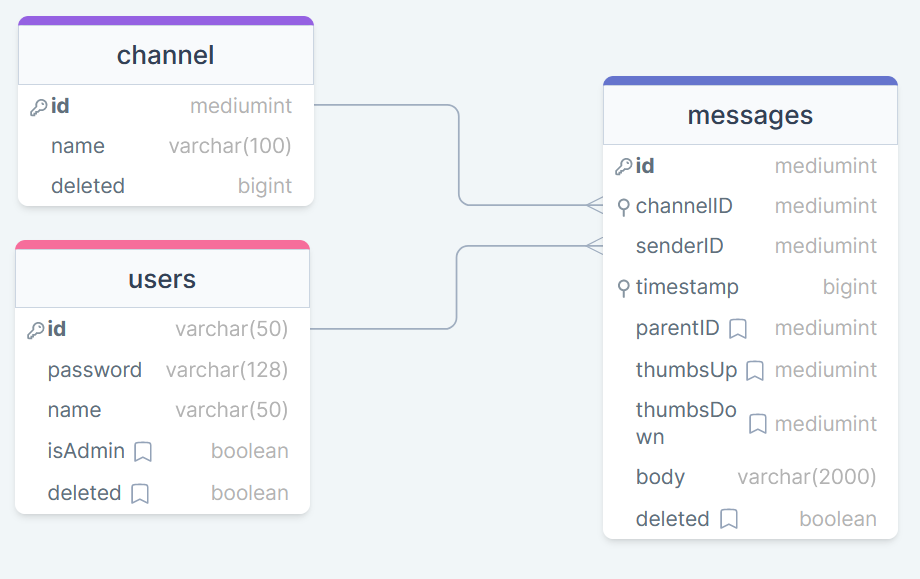 channel
id mediumint
name varchar(100)
deleted bigint
users
id varchar(50)
password varchar(128)
name varchar(50)
isAdmin boolean
deleted boolean
messages
id mediumint
channelID mediumint
senderID mediumint
timestamp bigint
parentID mediumint
thumbsUp mediumint
thumbsDo
wn mediumint
body varchar(2000)
deleted boolean